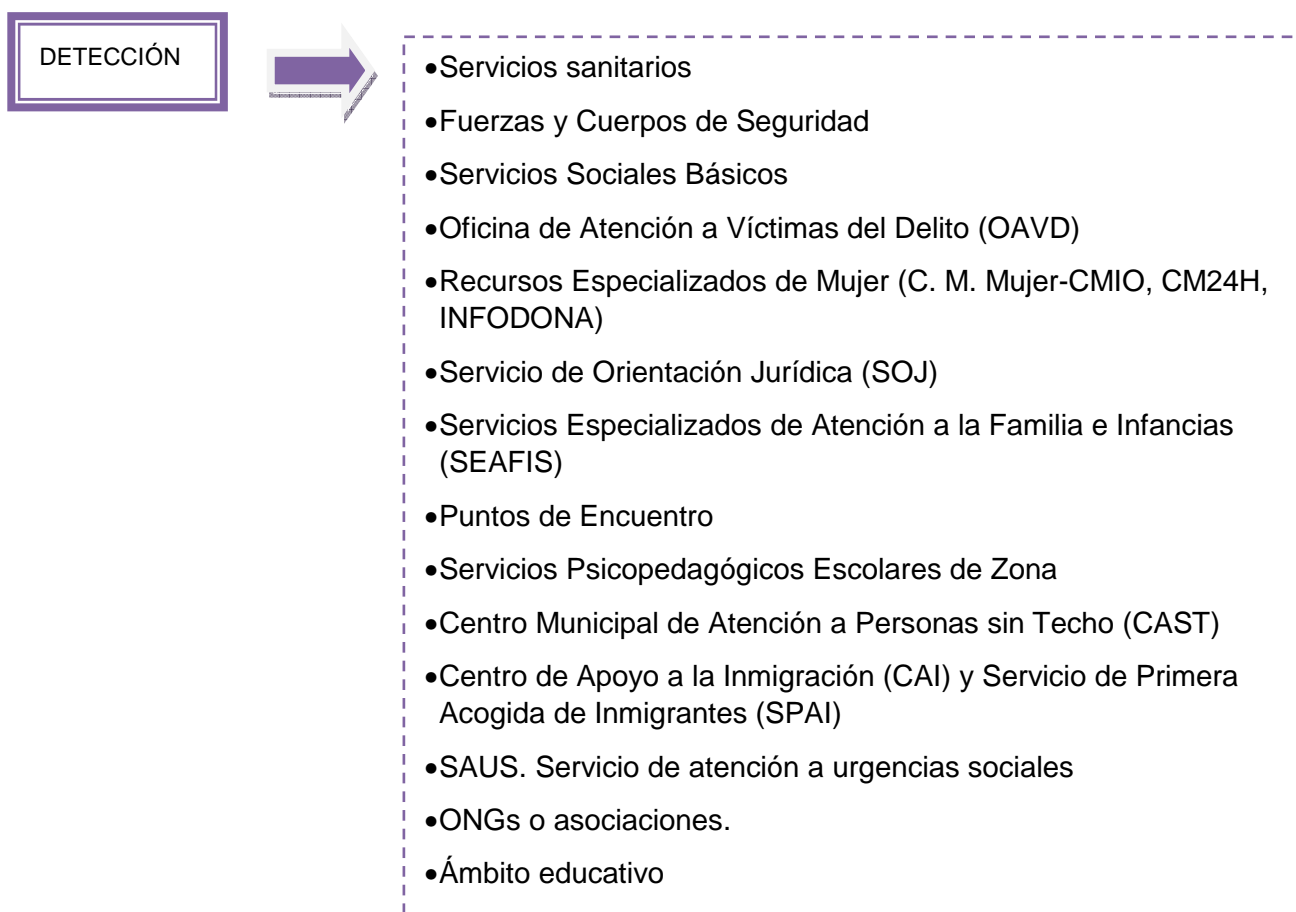 DETECCIÓN
•Servicios sanitarios
•Fuerzas y Cuerpos de Seguridad
•Servicios Sociales Básicos
•Oficina de Atención a Víctimas del Delito (OAVD)
•Recursos Especializados de Mujer (C. M. Mujer-CMIO, CM24H,
INFODONA)
•Servicio de Orientación Jurídica (SOJ)
•Servicios Especializados de Atención a la Familia e Infancias
(SEAFIS)
•Puntos de Encuentro
•Servicios Psicopedagógicos Escolares de Zona
•Centro Municipal de Atención a Personas sin Techo (CAST)
•Centro de Apoyo a la Inmigración (CAI) y Servicio de Primera
Acogida de Inmigrantes (SPAI)
•SAUS. Servicio de atención a urgencias sociales
•ONGs o asociaciones.
•Ámbito educativo